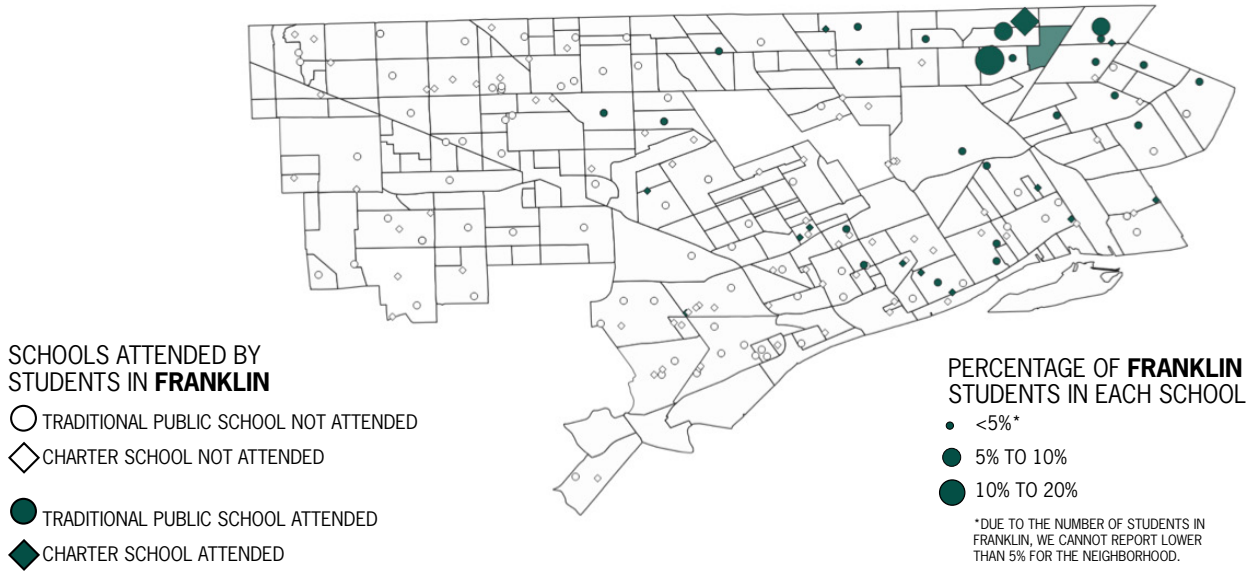 SCHOOLS ATTENDED BY
STUDENTS IN FRANKLIN
TRADITIONAL PUBLIC SCHOOL NOT ATTENDED
CHARTER SCHOOL NOT ATTENDED
TRADITIONAL PUBLIC SCHOOL ATTENDED
CHARTER SCHOOL ATTENDED
PERCENTAGE OF FRANKLIN
STUDENTS IN EACH SCHOOL
<5%*
5% TO 10%
10% TO 20%
*DUE TO THE NUMBER OF STUDENTS IN
FRANKLIN, WE CANNOT REPORT LOWER
THAN 5% FOR THE NEIGHBORHOOD.